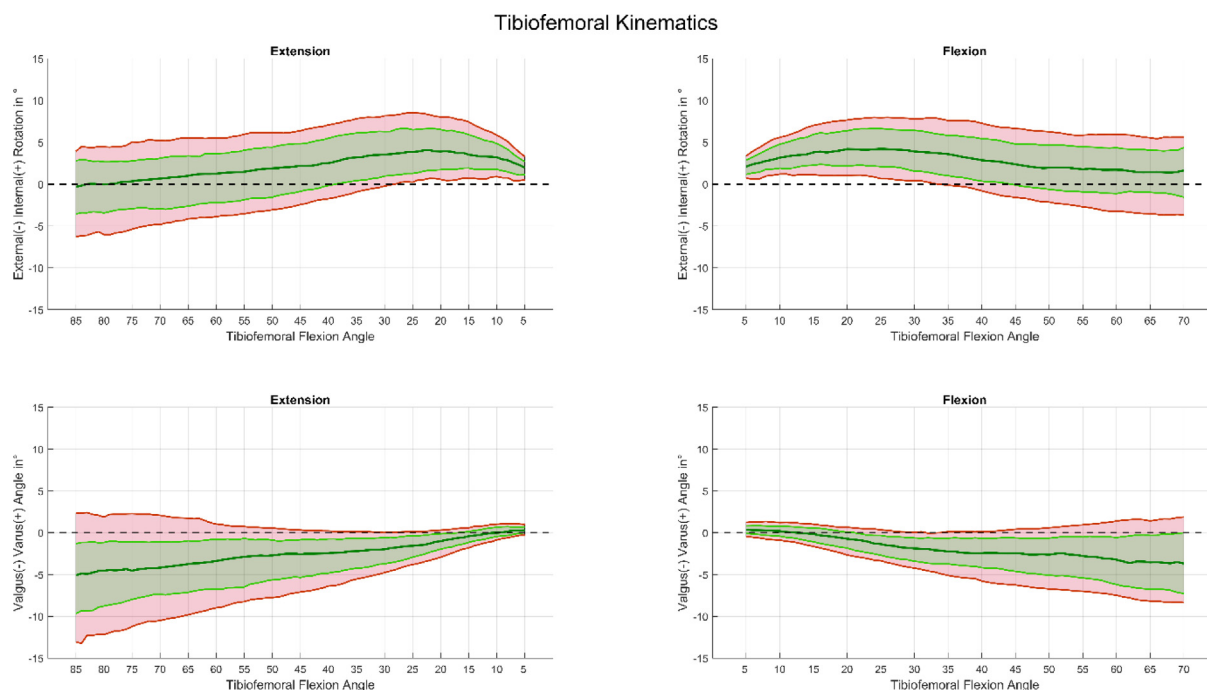 Tibiofemoral Kinematics
Extension
External(-) Internal(+) Rotation in °
15
10
5
0
-5
-10
-15
85 80 75 70 65 60 55 50 45 40 35 30 25 20 15 10 5
Tibiofemoral Flexion Angle
Flexion
External(-) Internal(+) Rotation in °
15
10
5
0
-5
-10
-15
5 10 15 20 25 30 35 40 45 50 55 60 65 70
Tibiofemoral Flexion Angle
Extension
Valgus(-) Varus(+) Angle in°
15
10
5
0
-5
-10
-15
85 80 75 70 65 60 55 50 45 40 35 30 25 20 15 10 5
Tibiofemoral Flexion Angle
Flexion
Valgus(-) Varus(+) Angle in°
15
10
5
0
-5
-10
-15
5 10 15 20 25 30 35 40 45 50 55 60 65 70
Tibiofemoral Flexion Angle